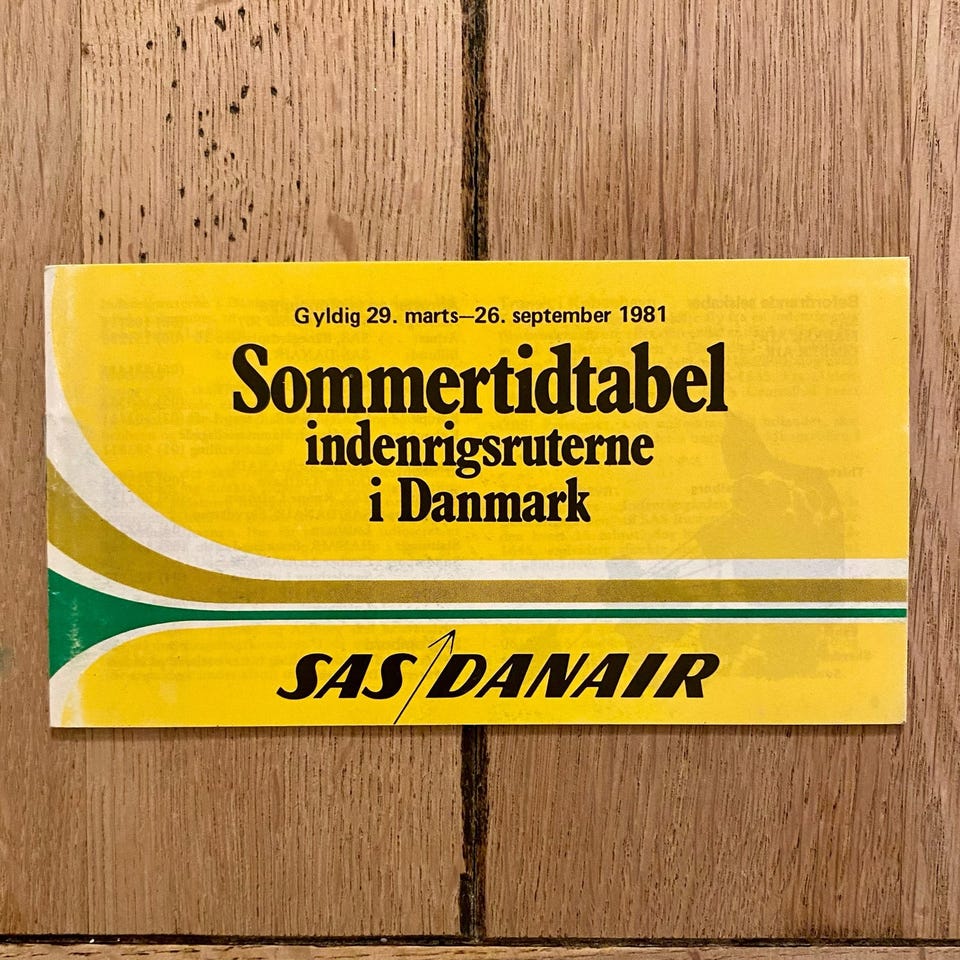 Gyldig 29. marts–26. september 1981
Sommertidtabel
indenrigsruterne
i Danmark
SAS/DANAIR